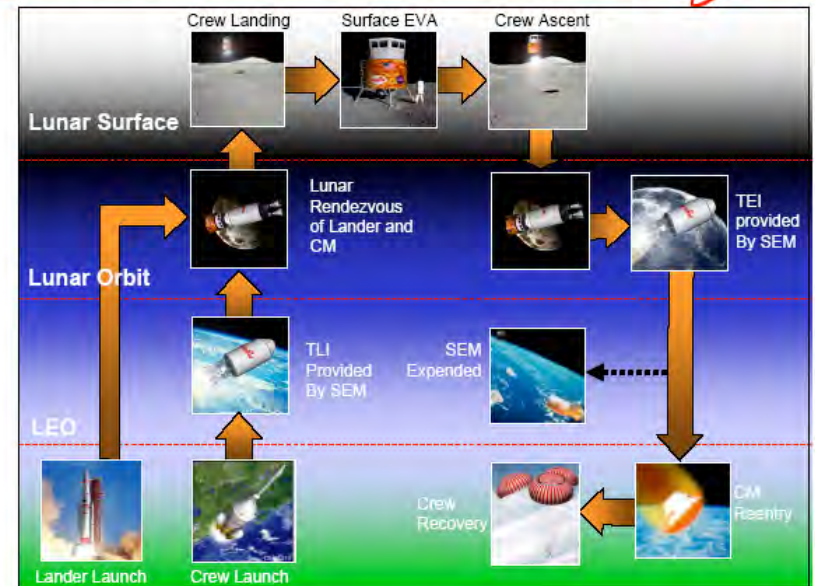 Crew Landing
Surface EVA
Crew Ascent
Lunar Surface
Lunar
Rendezvous
of Lander and
CM
TEI
provided
By SEM
Lunar Orbit
TLI
Provided
By SEM
SEM
Expended
LEO
Crew
Recovery
CM
Reentry
Lander Launch
Crew Launch